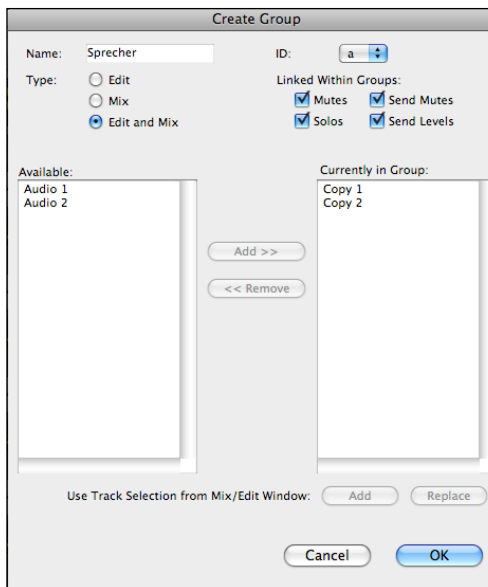 Create Group
Name: Sprecher
ID: a
Type:
Edit
Mix
Edit and Mix
Linked Within Groups:
Mutes Send Mutes
Solos Send Levels
Available:
Audio 1
Audio 2
Add >>
<< Remove
Currently in Group:
Copy 1
Copy 2
Use Track Selection from Mix/Edit Window: Add Replace
Cancel OK